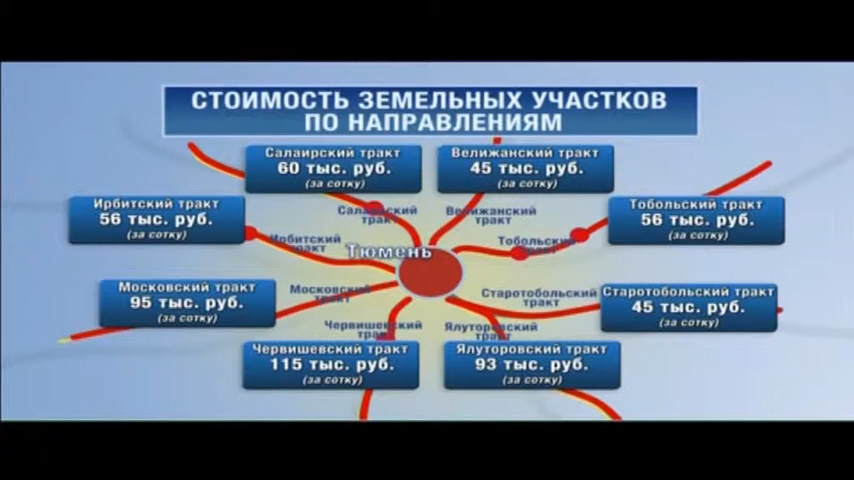 СТОИМОСТЬ ЗЕМЕЛЬНЫХ УЧАСТКОВ
ПО НАПРАВЛЕНИЯМ
Салаирский тракт
60 тыс. руб.
(за сотку)
Велижанский тракт
45 тыс. руб.
(за сотку)
Ирбитский тракт
56 тыс. руб.
(за сотку)
Тобольский тракт
56 тыс. руб.
(за сотку)
Салаирский
тракт
Велижанский
тракт
Ирбитский
тракт
Тобольский
тракт
Тюмень
Московский тракт
95 тыс. руб.
(за сотку)
Московский
тракт
Старотобольский
тракт
Старотобольский тракт
45 тыс. руб.
(за сотку)
Червишевский
тракт
Ялуторовский
тракт
Червишевский тракт
115 тыс. руб.
(за сотку)
Ялуторовский тракт
93 тыс. руб.
(за сотку)